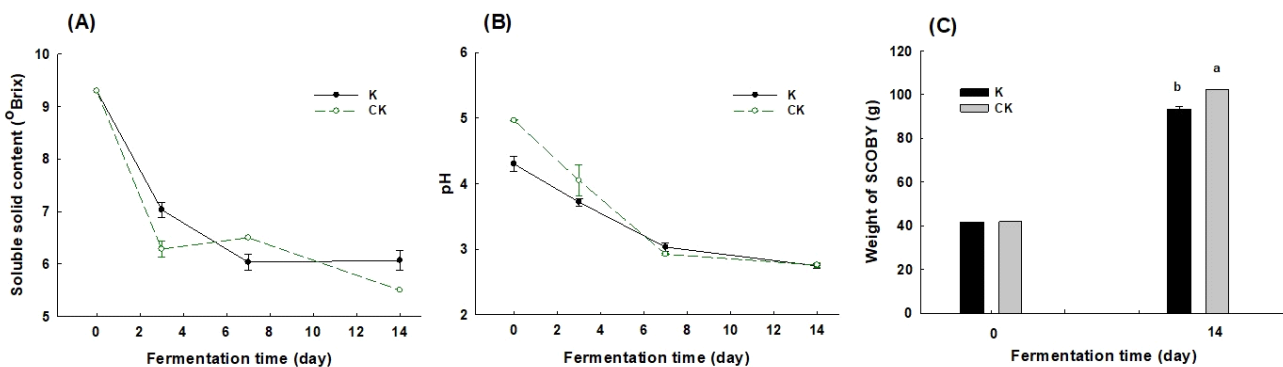 (A)
10
9
8
7
6
5
Soluble solid content (°Brix)
K
CK
0 2 4 6 8 10 12 14
Fermentation time (day)
(B)
6
5
4
3
2
pH
K
CK
0 2 4 6 8 10 12 14
Fermentation time (day)
(C)
120
100
80
60
40
20
0
Weight of SCOBY (g)
K
CK
b
a
0 14
Fermentation time (day)